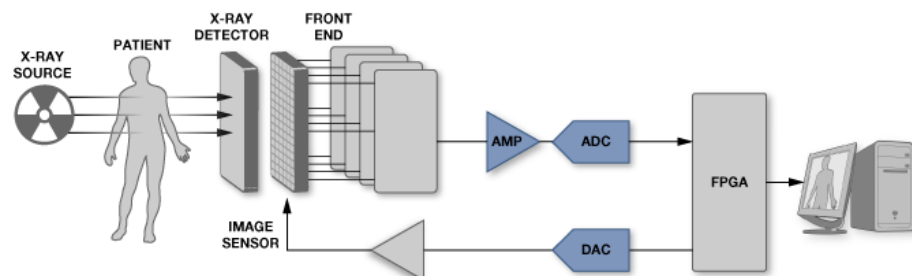 X-RAY
SOURCE
PATIENT
X-RAY
DETECTOR
FRONT
END
AMP
ADC
FPGA
IMAGE
SENSOR
DAC